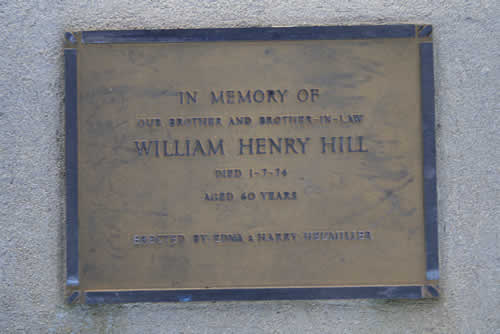 IN MEMORY OF
OUR BROTHER AND BROTHER-IN-LAW
WILLIAM HENRY HILL
DIED 1-7-74
AGED 60 YEARS
ERECTED BY EDNA & HARRY